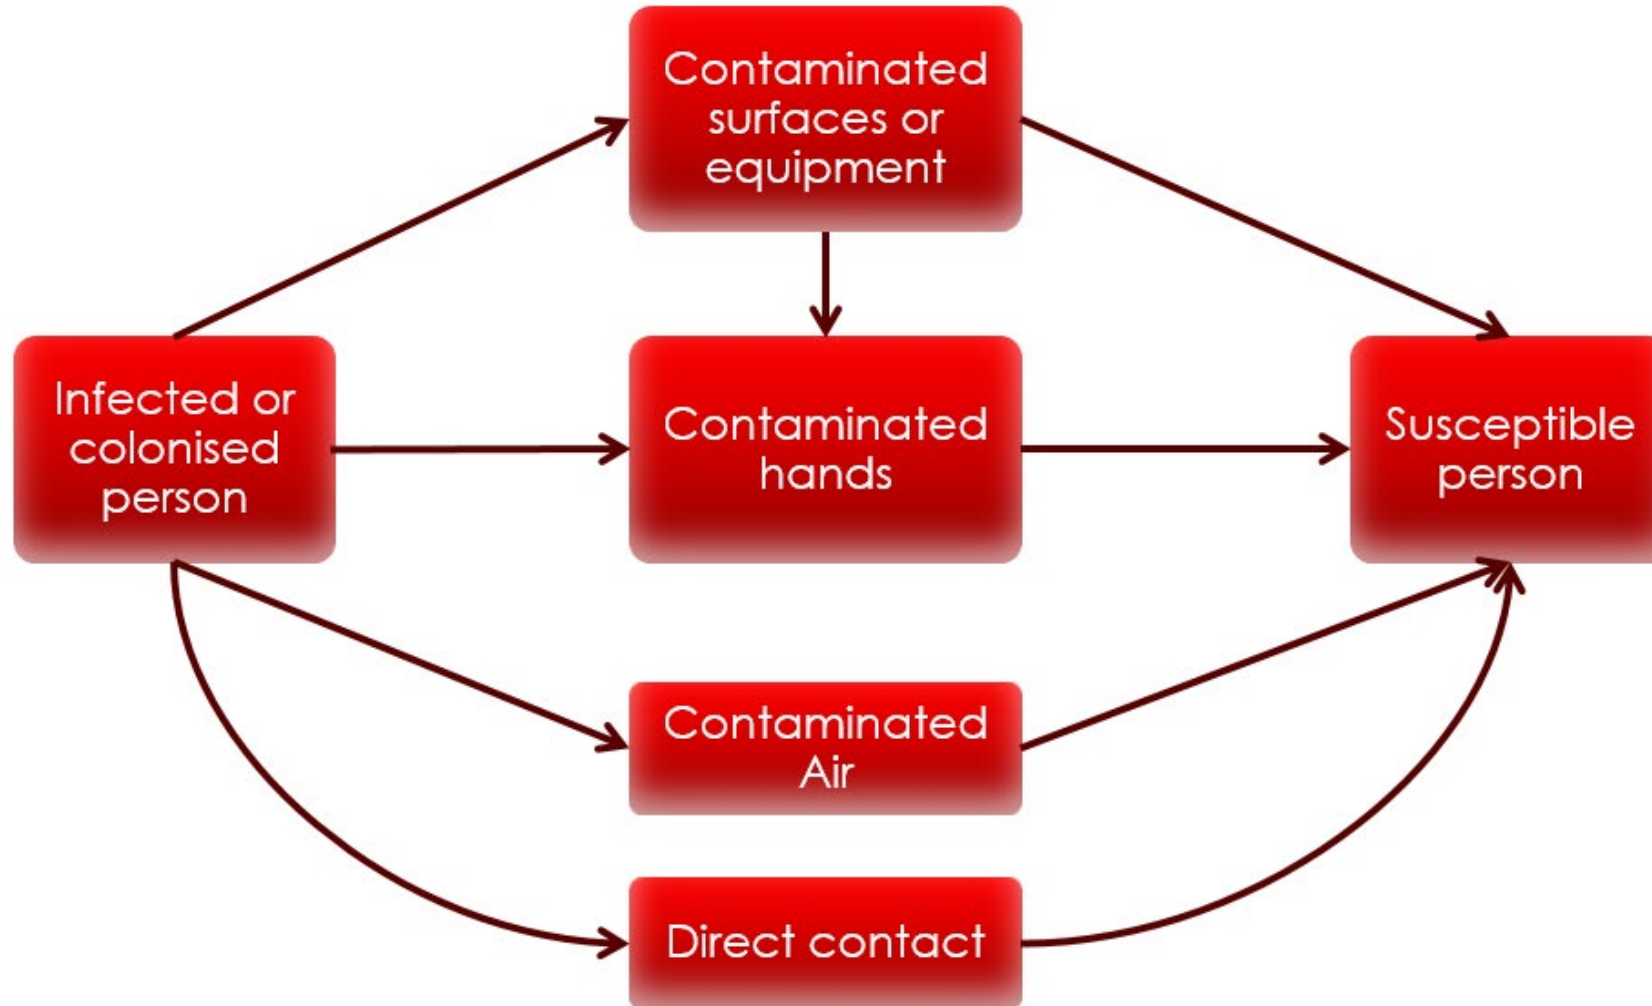 Contaminated
surfaces or
equipment
Infected or
colonised
person
Contaminated
hands
Susceptible
person
Contaminated
Air
Direct contact